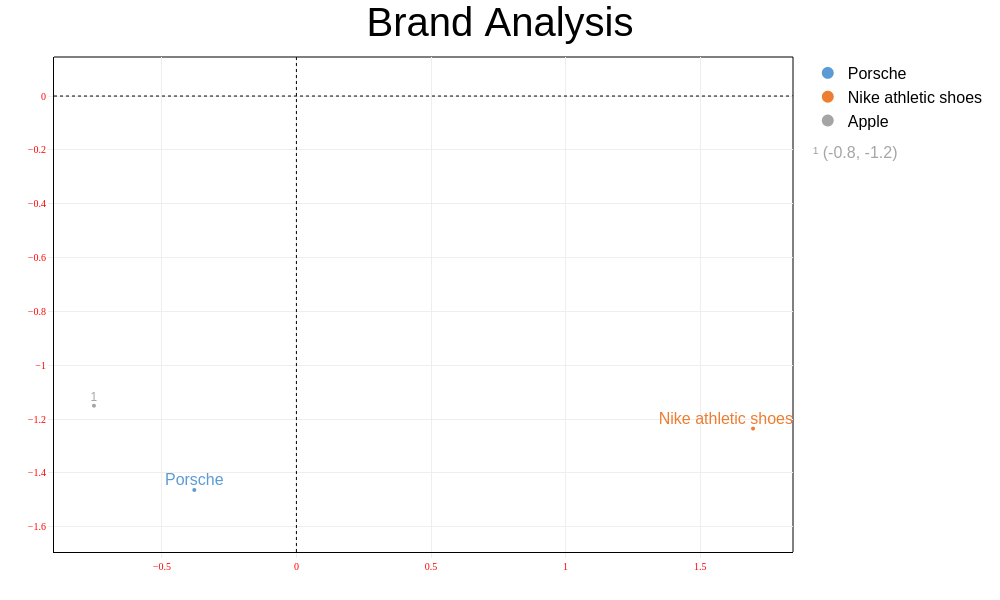 Brand Analysis
Porsche
Nike athletic shoes
Apple
1 (-0.8, -1.2)
0
−0.2
−0.4
−0.6
−0.8
−1
−1.2
−1.4
−1.6
1
Nike athletic shoes
Porsche
−0.5
0
0.5
1
1.5